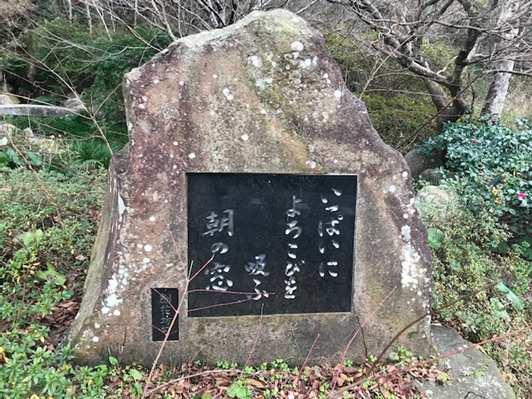 いっぱいに
よろこびを
吸ふ
朝の窓